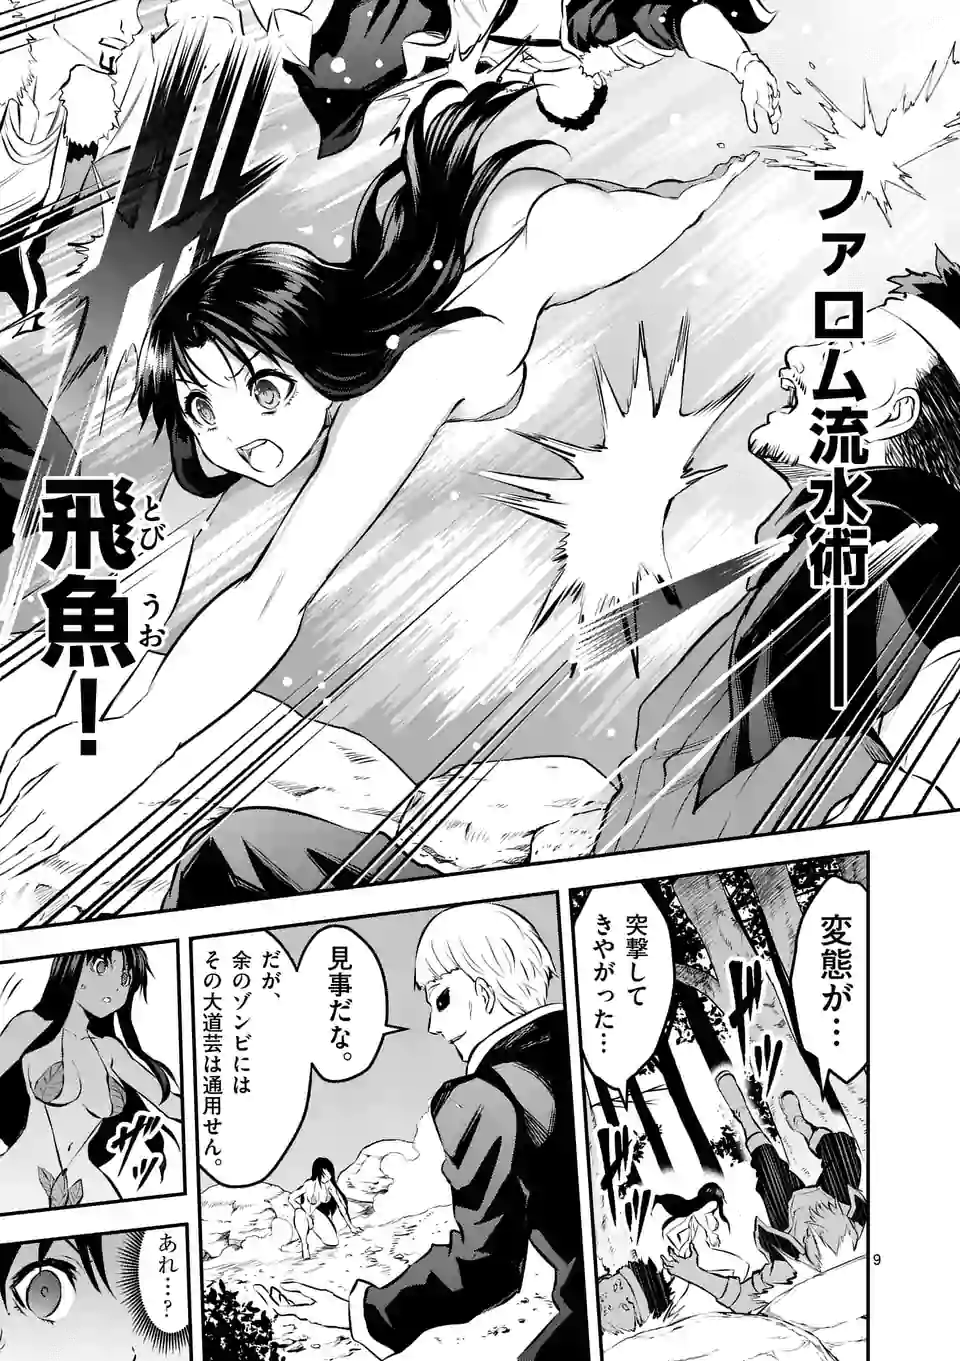 ファロム流水術──
飛魚！
とび
うお
変態が…
突撃して
きやがった…
見事だな。
だが、
余のゾンビには
その大道芸は通用せん。
ザッ
あれ…？
9